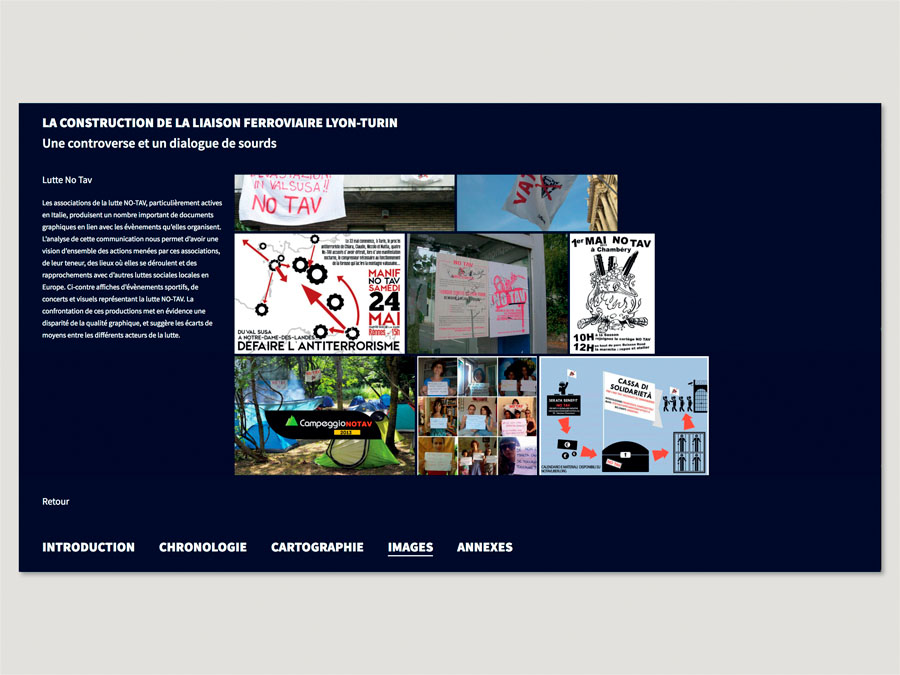 LA CONSTRUCTION DE LA LIAISON FERROVIAIRE LYON-TURIN
Une controverse et un dialogue de sourds
Lutte No Tav
Les associations de la lutte NO-TAV, particulièrement actives
en Italie, produisent un nombre important de documents
graphiques en lien avec les évènements qu'elles organisent.
L'analyse de cette communication nous permet d'avoir une
vision d'ensemble des actions menées par ces associations,
de leur teneur, des lieux où elles se déroulent et des
rapprochements avec d'autres luttes sociales locales en
Europe. Ci-contre affiches d'évènements sportifs, de
concerts et visuels représentant la lutte NO-TAV. La
confrontation de ces productions met en évidence une
disparité de la qualité graphique, et suggère les écarts de
moyens entre les différents acteurs de la lutte.
IN VALSUSA!!
NO TAV
MANIF
NO TAV
SAMEDI
24
MAI
Rennes - 15h
DU VAL SUSA
A NOTRE-DAME-DES-LANDES
DÉFAIRE L'ANTITERRORISME
NO TAV
NO TAV
1er MAI NO TAV
à Chambéry
10H
12H
CampeggioNOTAV
2013
SERATA BENEFIT
NO TAV
CASSA DI
SOLIDARIETÀ
Retour
INTRODUCTION
CHRONOLOGIE
CARTOGRAPHIE
IMAGES
ANNEXES